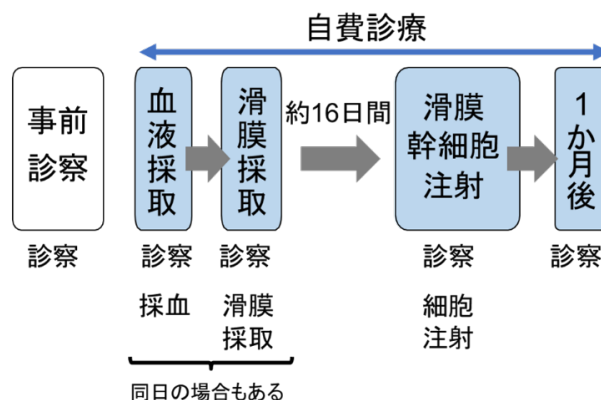 自費診療
事前
診察
血液採取
滑膜採取
約16日間
滑膜
幹細胞
注射
1か月後
診察
診察
診察
診察
診察
採血
滑膜
採取
細胞
注射
同日の場合もある